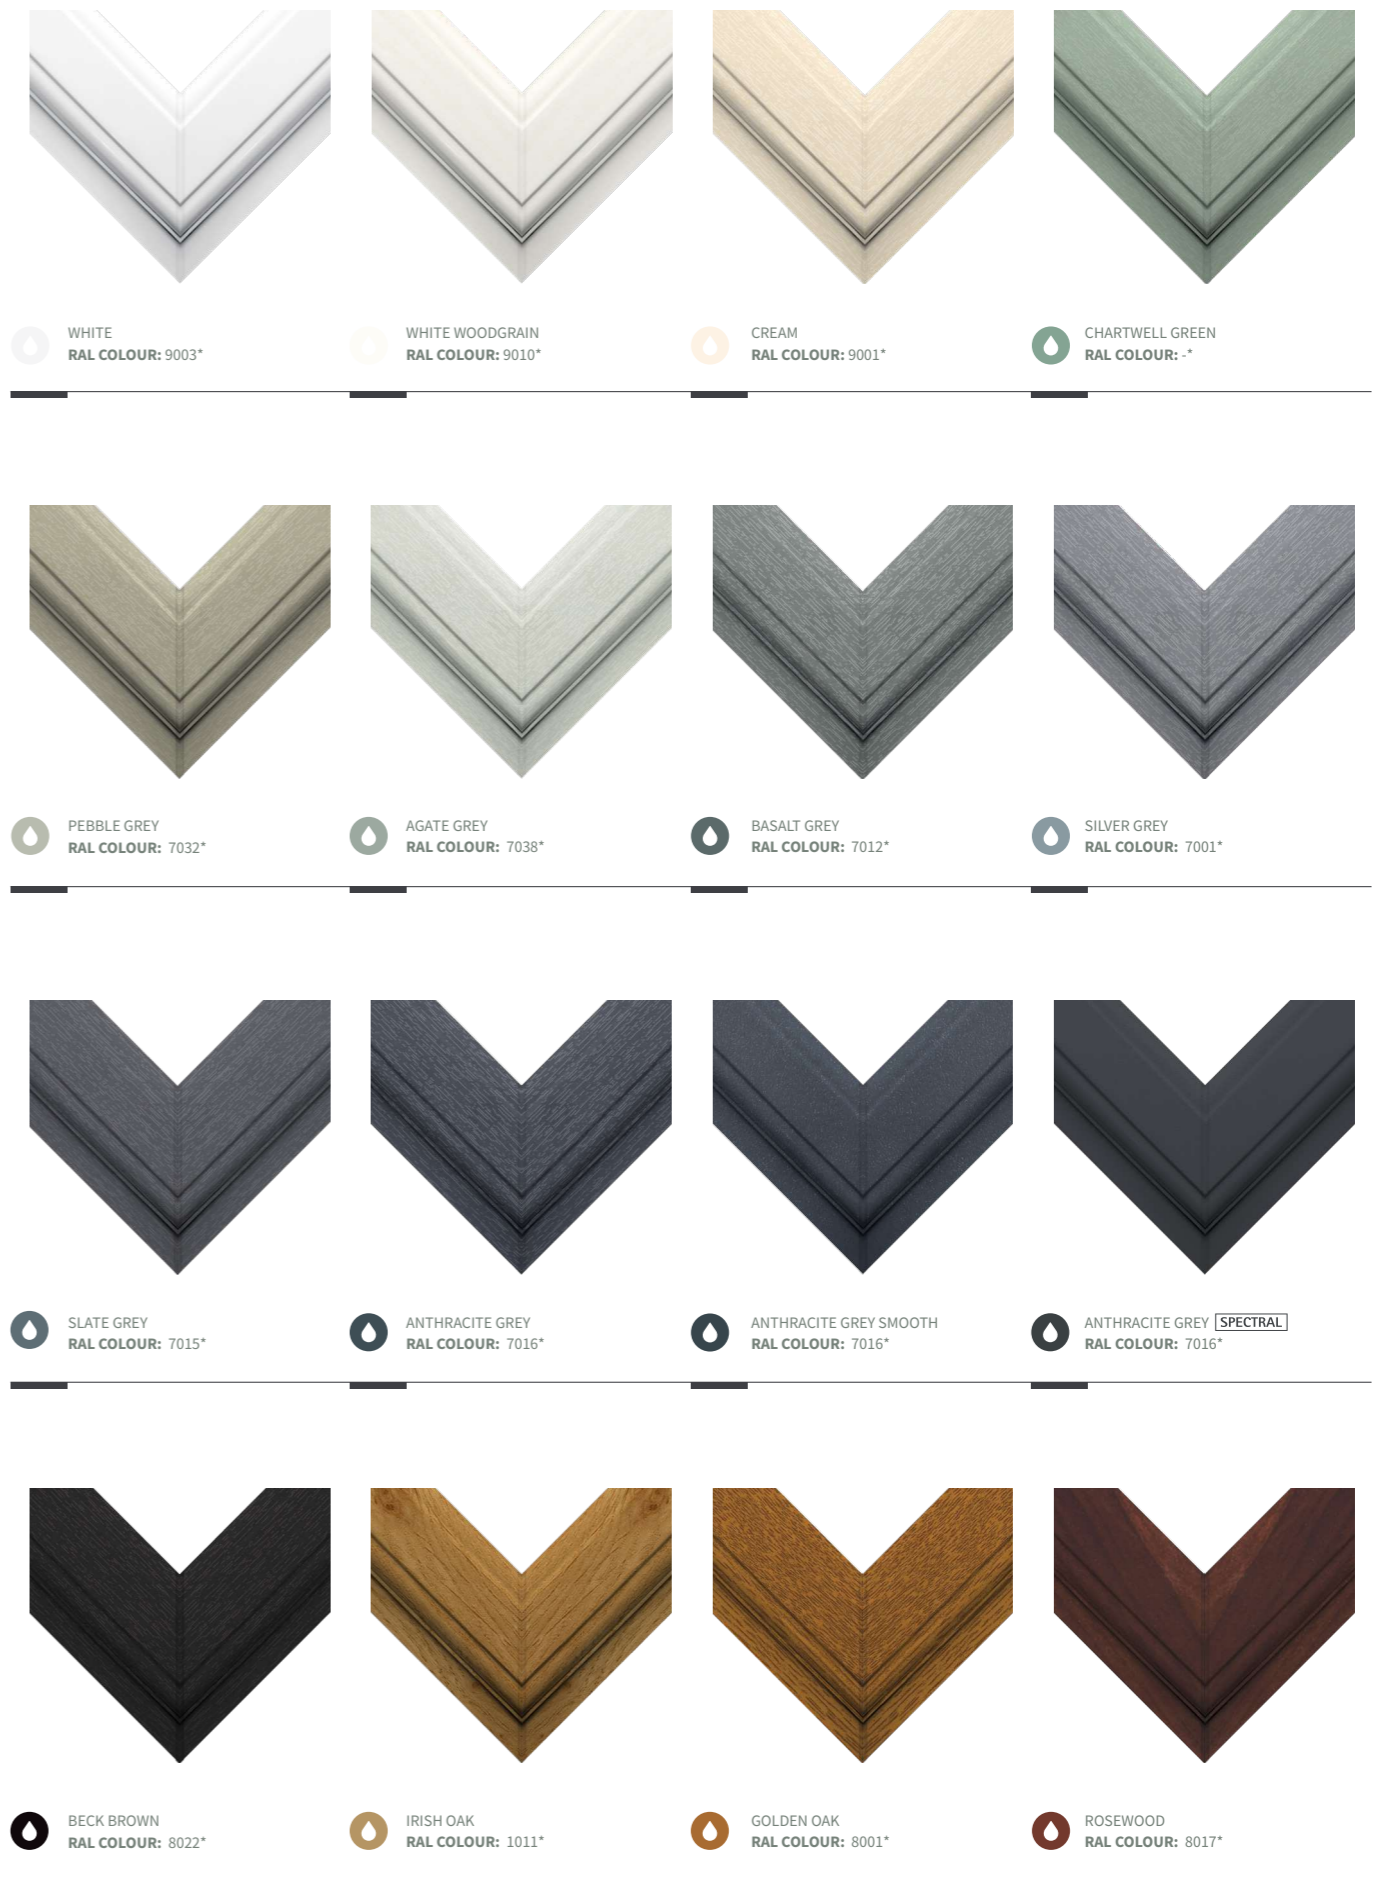 WHITE
RAL COLOUR: 9003*
WHITE WOODGRAIN
RAL COLOUR: 9010*
CREAM
RAL COLOUR: 9001*
CHARTWELL GREEN
RAL COLOUR: -*
PEBBLE GREY
RAL COLOUR: 7032*
AGATE GREY
RAL COLOUR: 7038*
BASALT GREY
RAL COLOUR: 7012*
SILVER GREY
RAL COLOUR: 7001*
SLATE GREY
RAL COLOUR: 7015*
ANTHRACITE GREY
RAL COLOUR: 7016*
ANTHRACITE GREY SMOOTH
RAL COLOUR: 7016*
ANTHRACITE GREY SPECTRAL
RAL COLOUR: 7016*
BECK BROWN
RAL COLOUR: 8022*
IRISH OAK
RAL COLOUR: 1011*
GOLDEN OAK
RAL COLOUR: 8001*
ROSEWOOD
RAL COLOUR: 8017*